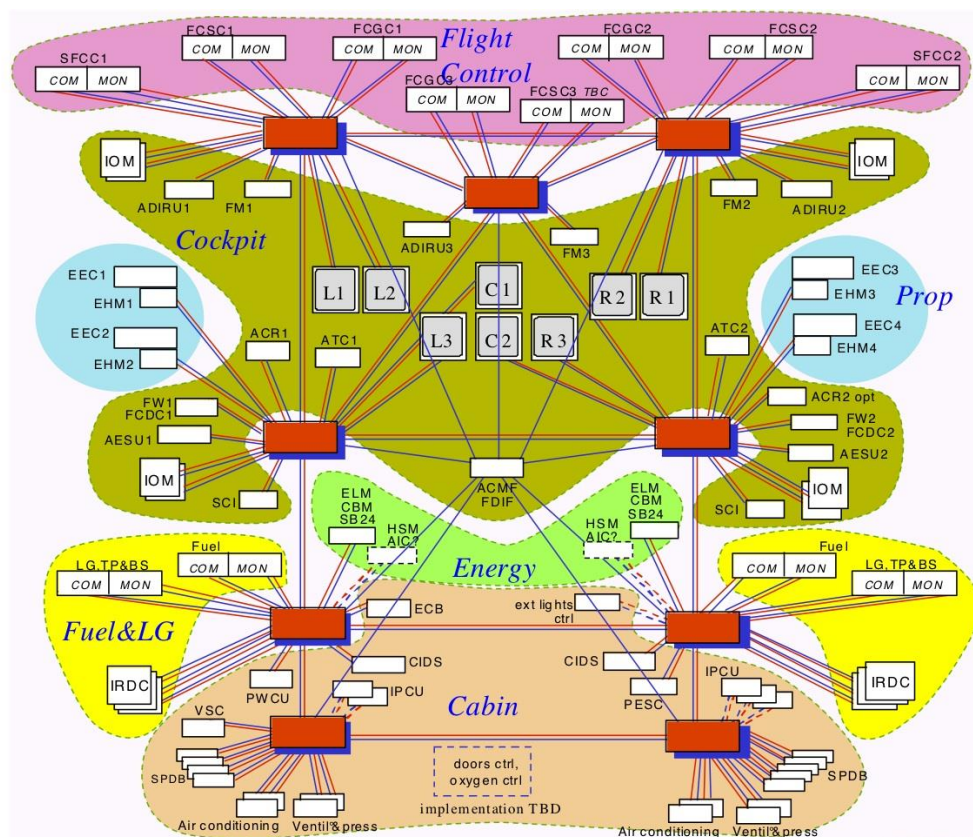 FCSC1
FCGC1
Flight
Control
FCGC2
FCSC2
SFCC1
COM MON
COM MON
FCGC3
COM MON
COM MON
SFCC2
COM MON
COM MON
FCSC3 TBC
COM MON
COM MON
IOM
IOM
ADIRU1
FM1
FM2
ADIRU2
Cockpit
ADIRU3
FM3
EEC1
EHM1
EEC2
EHM2
L1
L2
C1
R2
R1
EEC3
EHM3
Prop
EEC4
EHM4
L3
C2
R3
ACR1
ATC1
ATC2
FW1
FCDC1
AESU1
IOM
SCI
ACR2 opt
FW2
FCDC2
AESU2
IOM
SCI
ACMF
FDIF
ELM
CBM
SB24
HSM
AIC?
Energy
HSM
AIC?
ELM
CBM
SB24
LG,TP&BS
COM MON
Fuel
COM MON
Fuel
COM MON
LG,TP&BS
COM MON
Fuel&LG
ECB
ext lights
ctrl
IRDC
PWCU
CIDS
IPCU
CIDS
PESC
IPCU
IRDC
VSC
Cabin
SPDB
doors ctrl,
oxygen ctrl
SPDB
implementation TBD
Air conditioning
Ventil'&press
Air conditioning
Ventil'&press